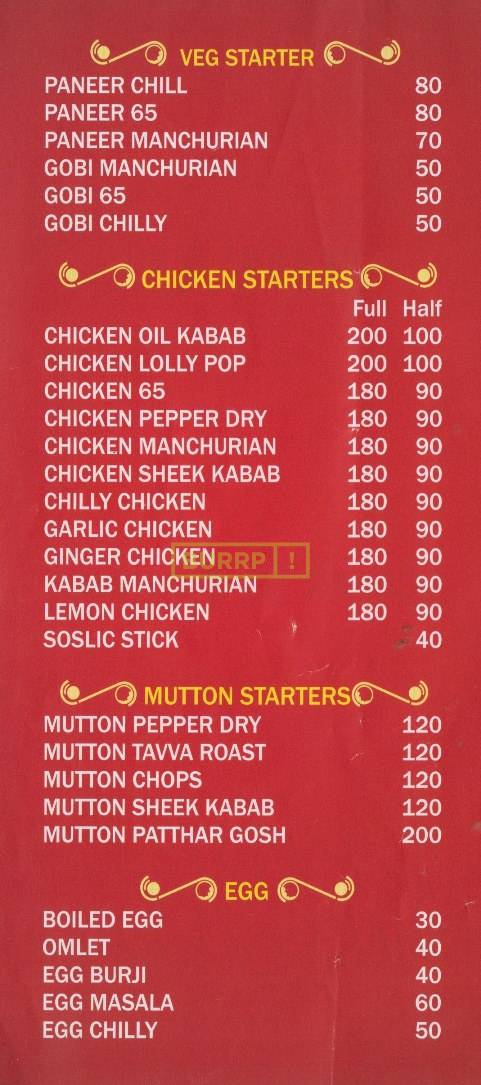 VEG STARTER
PANEER CHILL 80
PANEER 65 80
PANEER MANCHURIAN 70
GOBI MANCHURIAN 50
GOBI 65 50
GOBI CHILLY 50
CHICKEN STARTERS
Full Half
CHICKEN OIL KABAB 200 100
CHICKEN LOLLY POP 200 100
CHICKEN 65 180 90
CHICKEN PEPPER DRY 180 90
CHICKEN MANCHURIAN 180 90
CHICKEN SHEEK KABAB 180 90
CHILLY CHICKEN 180 90
GARLIC CHICKEN 180 90
GINGER CHICKEN 180 90
BURRP!
KABAB MANCHURIAN 180 90
LEMON CHICKEN 180 90
SOSLIC STICK 40
MUTTON STARTERS
MUTTON PEPPER DRY 120
MUTTON TAVVA ROAST 120
MUTTON CHOPS 120
MUTTON SHEEK KABAB 120
MUTTON PATTHAR GOSH 200
EGG
BOILED EGG 30
OMLET 40
EGG BURJI 40
EGG MASALA 60
EGG CHILLY 50